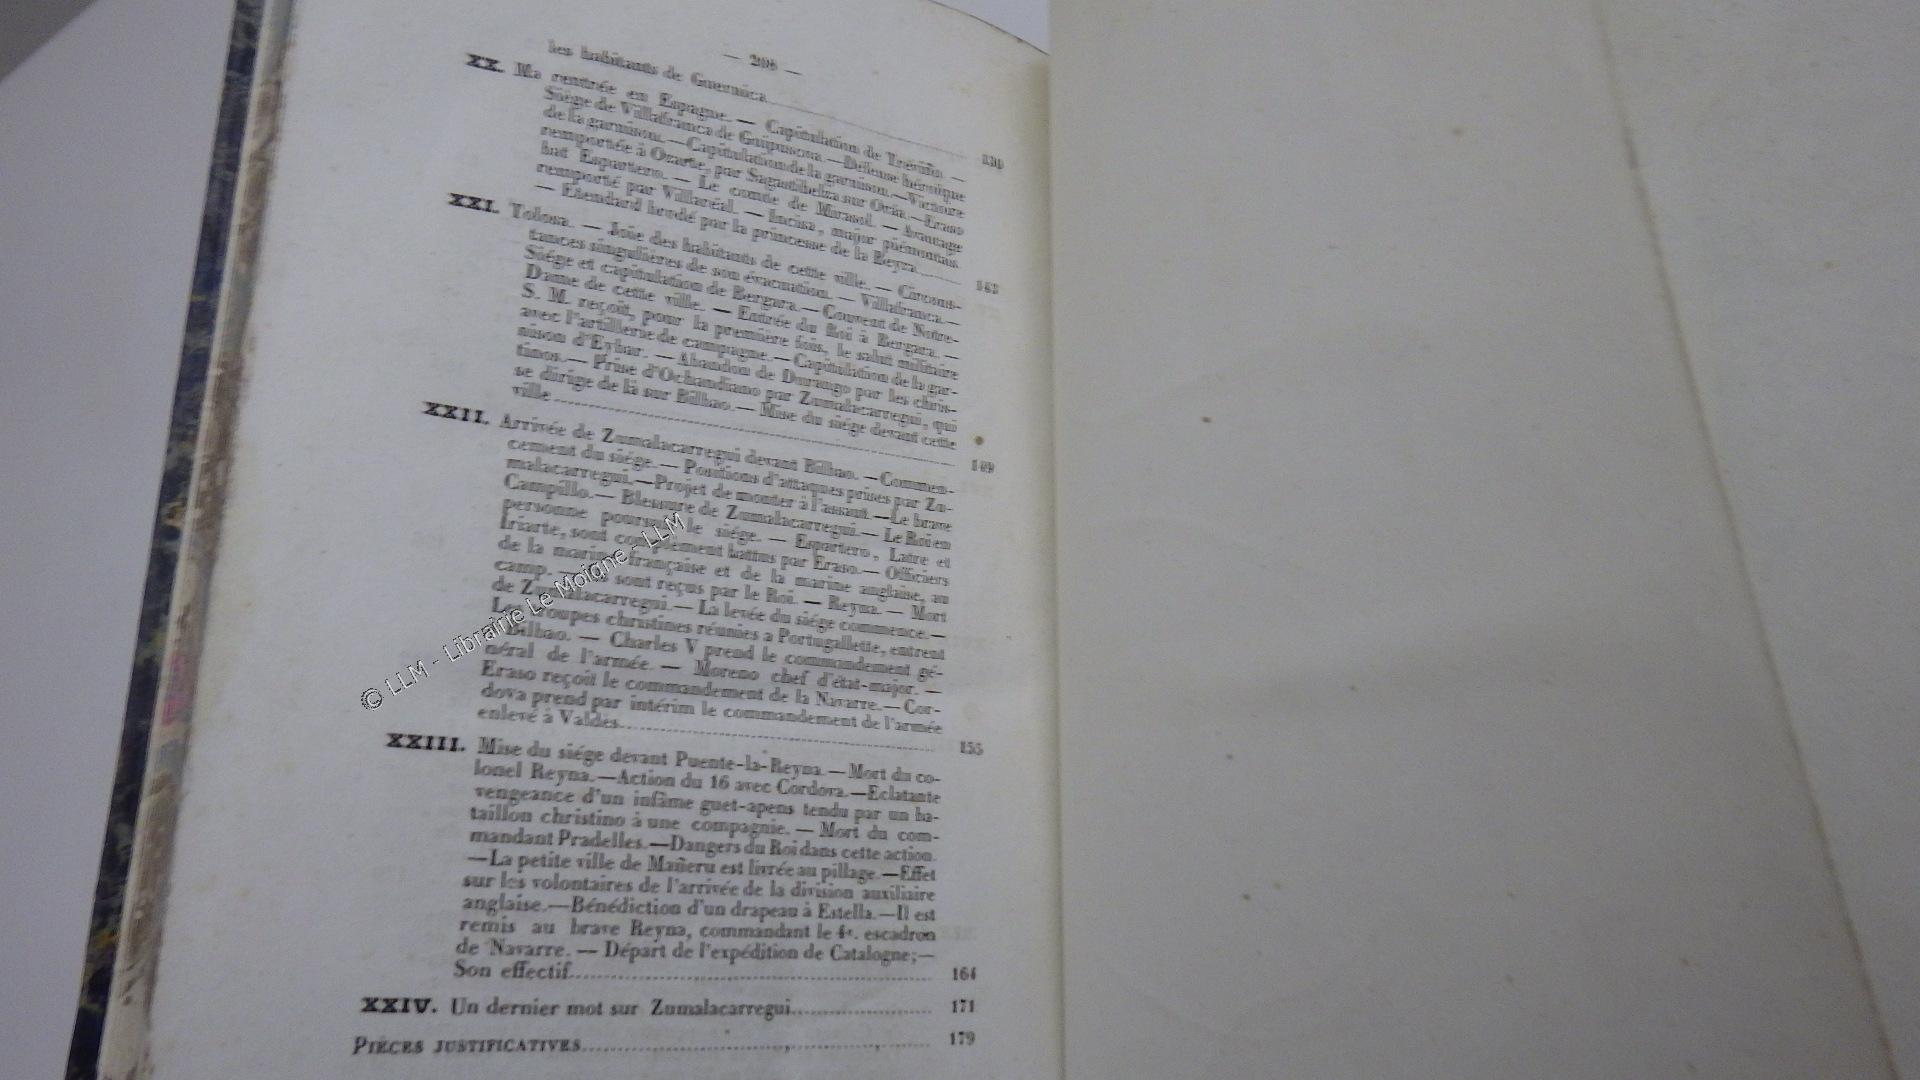 — 208 —
les habitants de Guernica 130
XX. Ma rentrée en Espagne. — Capitulation de Tréviño. —
Siége de Villafranca de Guipuscoa. — Défense héroïque
de la garnison. — Capitulation de la garnison. — Victoire
remportée à Ozarte, par Sagastibelza sur Oráa. — Eraso
bat Espartero. — Le comte de Mirasol. — Avantage
remporté par Villaréal. — Incisa, major piémontais.
— Etendard brodé par la princesse de la Beyra 143
XXI. Tolosa. — Joie des habitants de cette ville. — Circons-
tances singulières de son évacuation. — Villafranca. —
Siége et capitulation de Bergara. — Couvent de Notre-
Dame de cette ville. — Entrée du Roi à Bergara. —
S. M. reçoit, pour la première fois, le salut militaire
avec l'artillerie de campagne. — Capitulation de la gar-
nison d'Eybar. — Abandon de Durango par les chris-
tinos. — Prise d'Ochandiano par Zumalacarregui, qui
se dirige de là sur Bilbao. — Mise du siége devant cette
ville 149
XXII. Arrivée de Zumalacarregui devant Bilbao. — Commen-
cement du siége. — Positions d'attaques prises par Zu-
malacarregui. — Projet de monter à l'assaut. — Le brave
Campillo. — Blessure de Zumalacarregui. — Le Roi en
personne poursuit le siége. — Espartero, Latre et
Iriarte, sont complément battus par Eraso. — Officiers
de la marine française et de la marine anglaise, au
camp. — sont reçus par le Roi. — Reyna. — Mort
de Zumalacarregui. — La levée du siége commence. —
Les troupes christines réunies a Portugallette, entrent
Bilbao. — Charles V prend le commandement gé-
néral de l'armée. — Moreno chef d'état-major. —
Eraso reçoit le commandement de la Navarre. — Cor-
dova prend par intérim le commandement de l'armée
enlevé à Valdès 155
XXIII. Mise du siége devant Puente-la-Reyna. — Mort du co-
lonel Reyna. — Action du 16 avec Cordova. — Eclatante
vengeance d'un infâme guet-apens tendu par un ba-
taillon christino à une compagnie. — Mort du com-
mandant Pradelles. — Dangers du Roi dans cette action.
— La petite ville de Mañeru est livrée au pillage. — Effet
sur les volontaires de l'arrivée de la division auxiliaire
anglaise. — Bénédiction d'un drapeau à Estella. — Il est
remis au brave Reyna, commandant le 4e. escadron
de Navarre. — Départ de l'expédition de Catalogne; —
Son effectif 164
XXIV. Un dernier mot sur Zumalacarregui 171
PIÈCES JUSTIFICATIVES 179
© LLM - Librairie Le Moigne - LLM